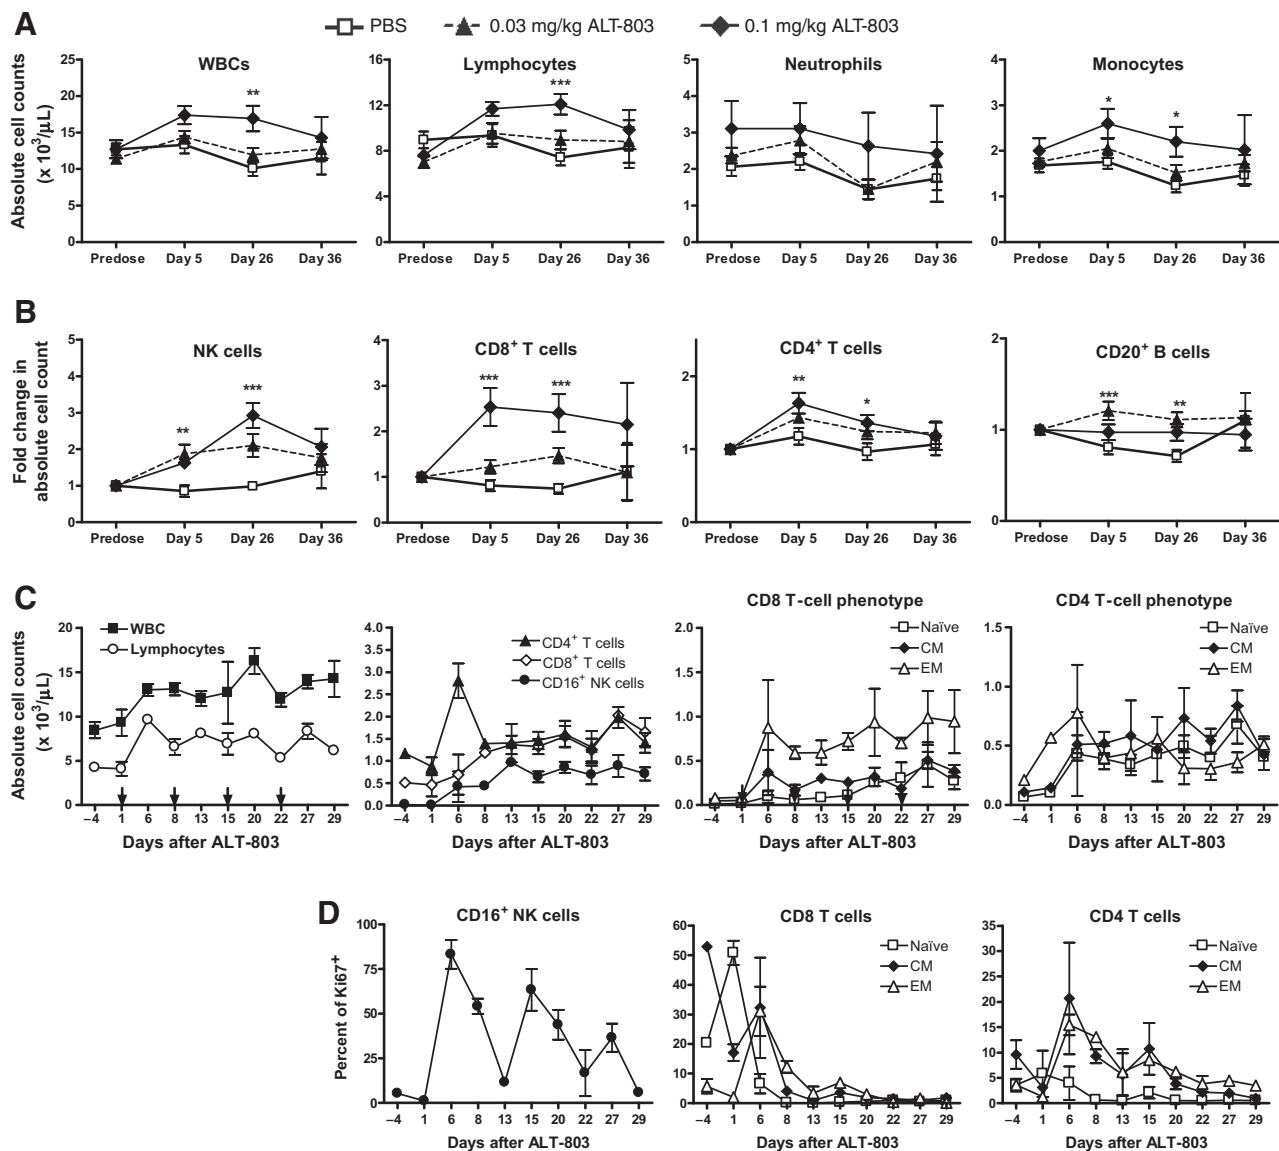 A
PBS 0.03 mg/kg ALT-803 0.1 mg/kg ALT-803
Absolute cell counts
(x 10³/µL)
WBCs
25
20
15
10
5
0
**
Predose Day 5 Day 26 Day 36
Lymphocytes
16
12
8
4
0
***
Predose Day 5 Day 26 Day 36
Neutrophils
5
4
3
2
1
0
Predose Day 5 Day 26 Day 36
Monocytes
4
3
2
1
0
* *
Predose Day 5 Day 26 Day 36
B
Fold change in
absolute cell count
NK cells
5
4
3
2
1
0
** ***
Predose Day 5 Day 26 Day 36
CD8⁺ T cells
4
3
2
1
0
*** ***
Predose Day 5 Day 26 Day 36
CD4⁺ T cells
2
1
0
** *
Predose Day 5 Day 26 Day 36
CD20⁺ B cells
2
1
0
*** **
Predose Day 5 Day 26 Day 36
C
Absolute cell counts
(x 10³/µL)
WBC
Lymphocytes
20
15
10
5
0
–4 1 6 8 13 15 20 22 27 29
Days after ALT-803
CD4⁺ T cells
CD8⁺ T cells
CD16⁺ NK cells
4.0
3.5
3.0
2.5
2.0
1.5
1.0
0.5
0.0
–4 1 6 8 13 15 20 22 27 29
Days after ALT-803
CD8 T-cell phenotype
Naïve
CM
EM
2.0
1.5
1.0
0.5
0.0
–4 1 6 8 13 15 20 22 27 29
Days after ALT-803
CD4 T-cell phenotype
Naïve
CM
EM
1.5
1.0
0.5
0.0
–4 1 6 8 13 15 20 22 27 29
Days after ALT-803
D
Percent of Ki67⁺
CD16⁺ NK cells
100
75
50
25
0
–4 1 6 8 13 15 20 22 27 29
Days after ALT-803
CD8 T cells
Naïve
CM
EM
60
50
40
30
20
10
0
–4 1 6 8 13 15 20 22 27 29
Days after ALT-803
CD4 T cells
Naïve
CM
EM
35
30
25
20
15
10
5
0
–4 1 6 8 13 15 20 22 27 29
Days after ALT-803